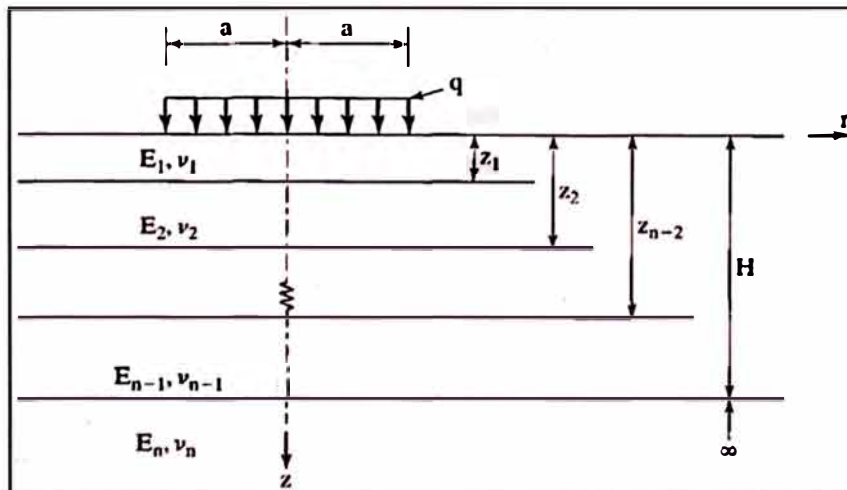 a a
q
r
E₁, ν₁
z₁
E₂, ν₂
z₂
zₙ₋₂
H
Eₙ₋₁, νₙ₋₁
Eₙ, νₙ
∞
z